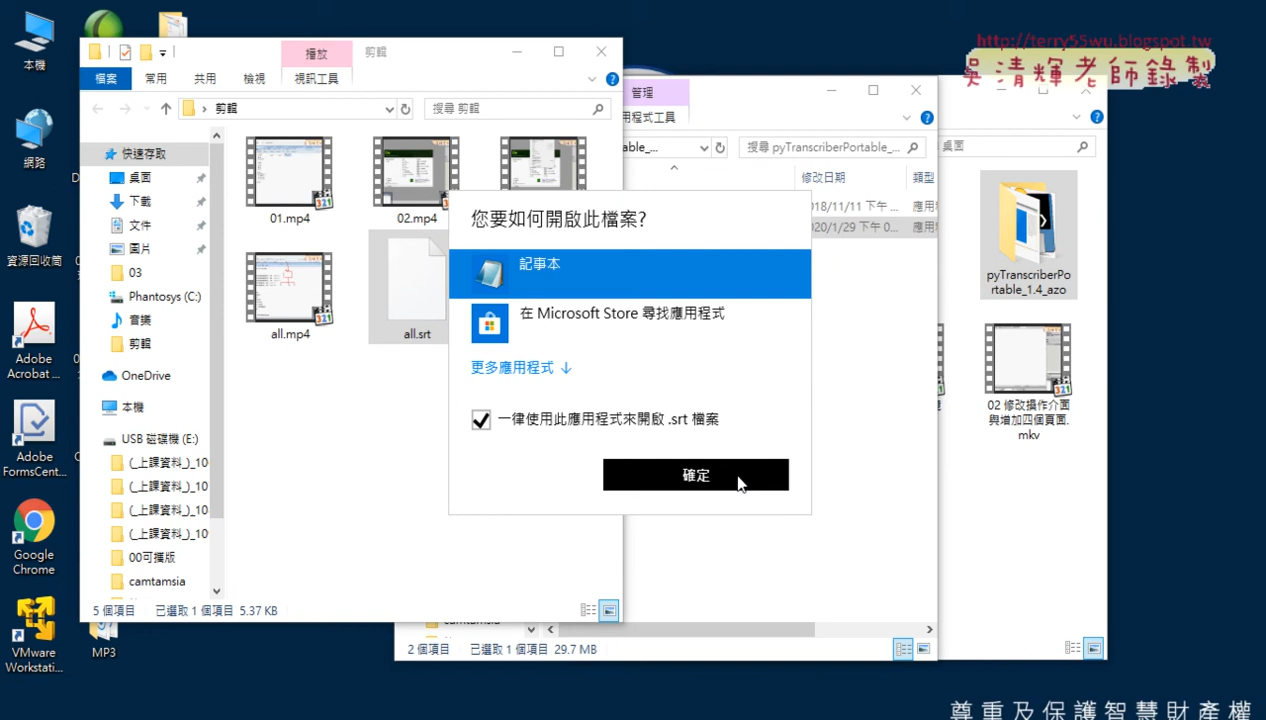 http://terry55wu.blogspot.tw
吳清輝老師錄製
本機
網路
資源回收筒
Adobe
Acrobat ...
Adobe
FormsCent...
Google
Chrome
VMware
Workstati...
MP3
播放
剪輯
檔案
常用
共用
檢視
視訊工具
剪輯
搜尋 剪輯
快速存取
桌面
下載
文件
圖片
03
Phantosys (C:)
音樂
剪輯
OneDrive
本機
USB 磁碟機 (E:)
(_上課資料_)_10
(_上課資料_)_10
(_上課資料_)_10
(_上課資料_)_10
00可攜版
camtamsia
01.mp4
02.mp4
all.mp4
all.srt
5 個項目
已選取 1 個項目 5.37 KB
管理
用程式工具
able_...
搜尋 pyTranscriberPortable_...
修改日期
類型
018/11/11 下午 ...
應用
020/1/29 下午 0...
應用
2 個項目
已選取 1 個項目 29.7 MB
桌面
pyTranscriberPo
rtable_1.4_azo
02 修改操作介面
與增加四個頁面.
mkv
您要如何開啟此檔案?
記事本
在 Microsoft Store 尋找應用程式
更多應用程式 ↓
一律使用此應用程式來開啟 .srt 檔案
確定
尊重及保護智慧財產權